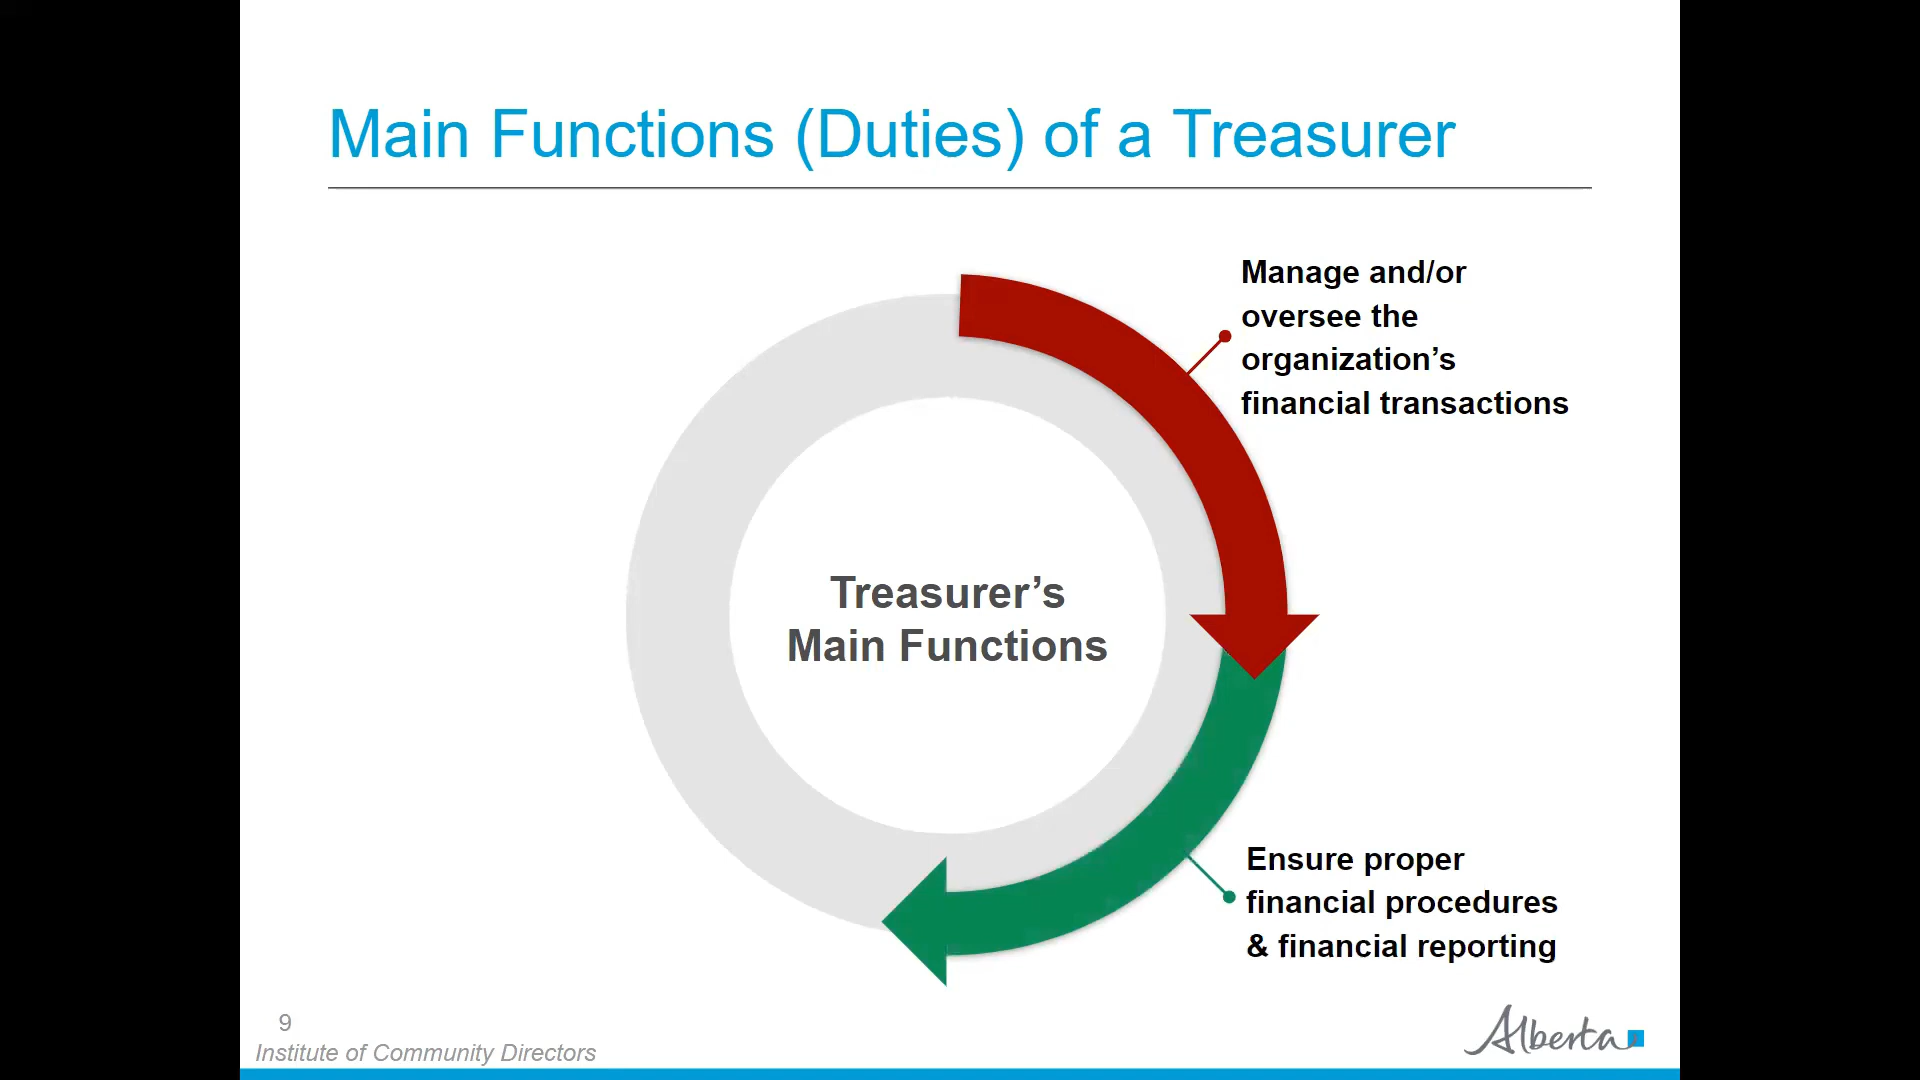 Main Functions (Duties) of a Treasurer
Manage and/or
oversee the
organization’s
financial transactions
Treasurer’s
Main Functions
Ensure proper
financial procedures
& financial reporting
9
Institute of Community Directors
Alberta